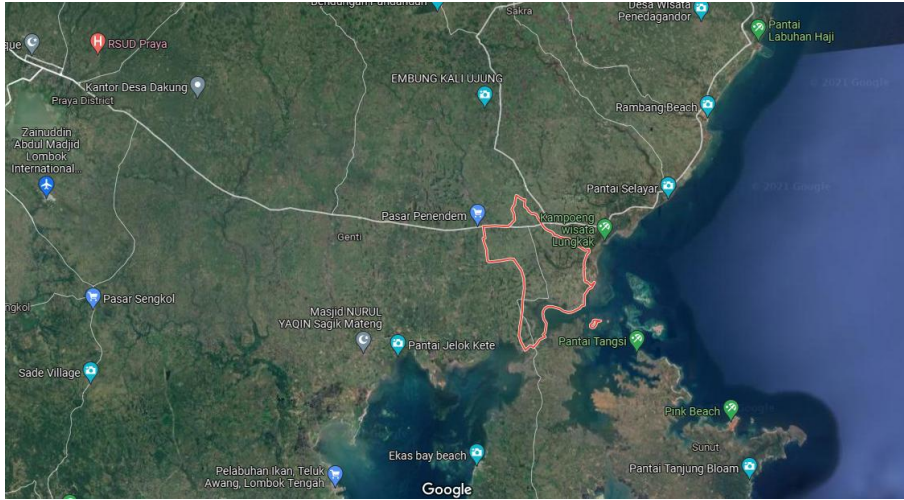 Bendungan Pandanduri
Sakra
Desa Wisata
Penedagandor
Pantai
Labuhan Haji
que
RSUD Praya
EMBUNG KALI UJUNG
Kantor Desa Dakung
Praya District
© 2021 Google
Rambang Beach
Zainuddin
Abdul Madjid
Lombok
International...
© 2021 Google
Pantai Selayar
Pasar Penendem
Kampoeng
wisata
Lungkak
Genti
ngkol
Pasar Sengkol
Masjid NURUL
YAQIN Sagik Mateng
Pantai Jelok Kete
Pantai Tangsi
Sade Village
Pink Beach
Google
Sunut
Ekas bay beach
Pelabuhan Ikan, Teluk
Awang, Lombok Tengah
Pantai Tanjung Bloam
Google